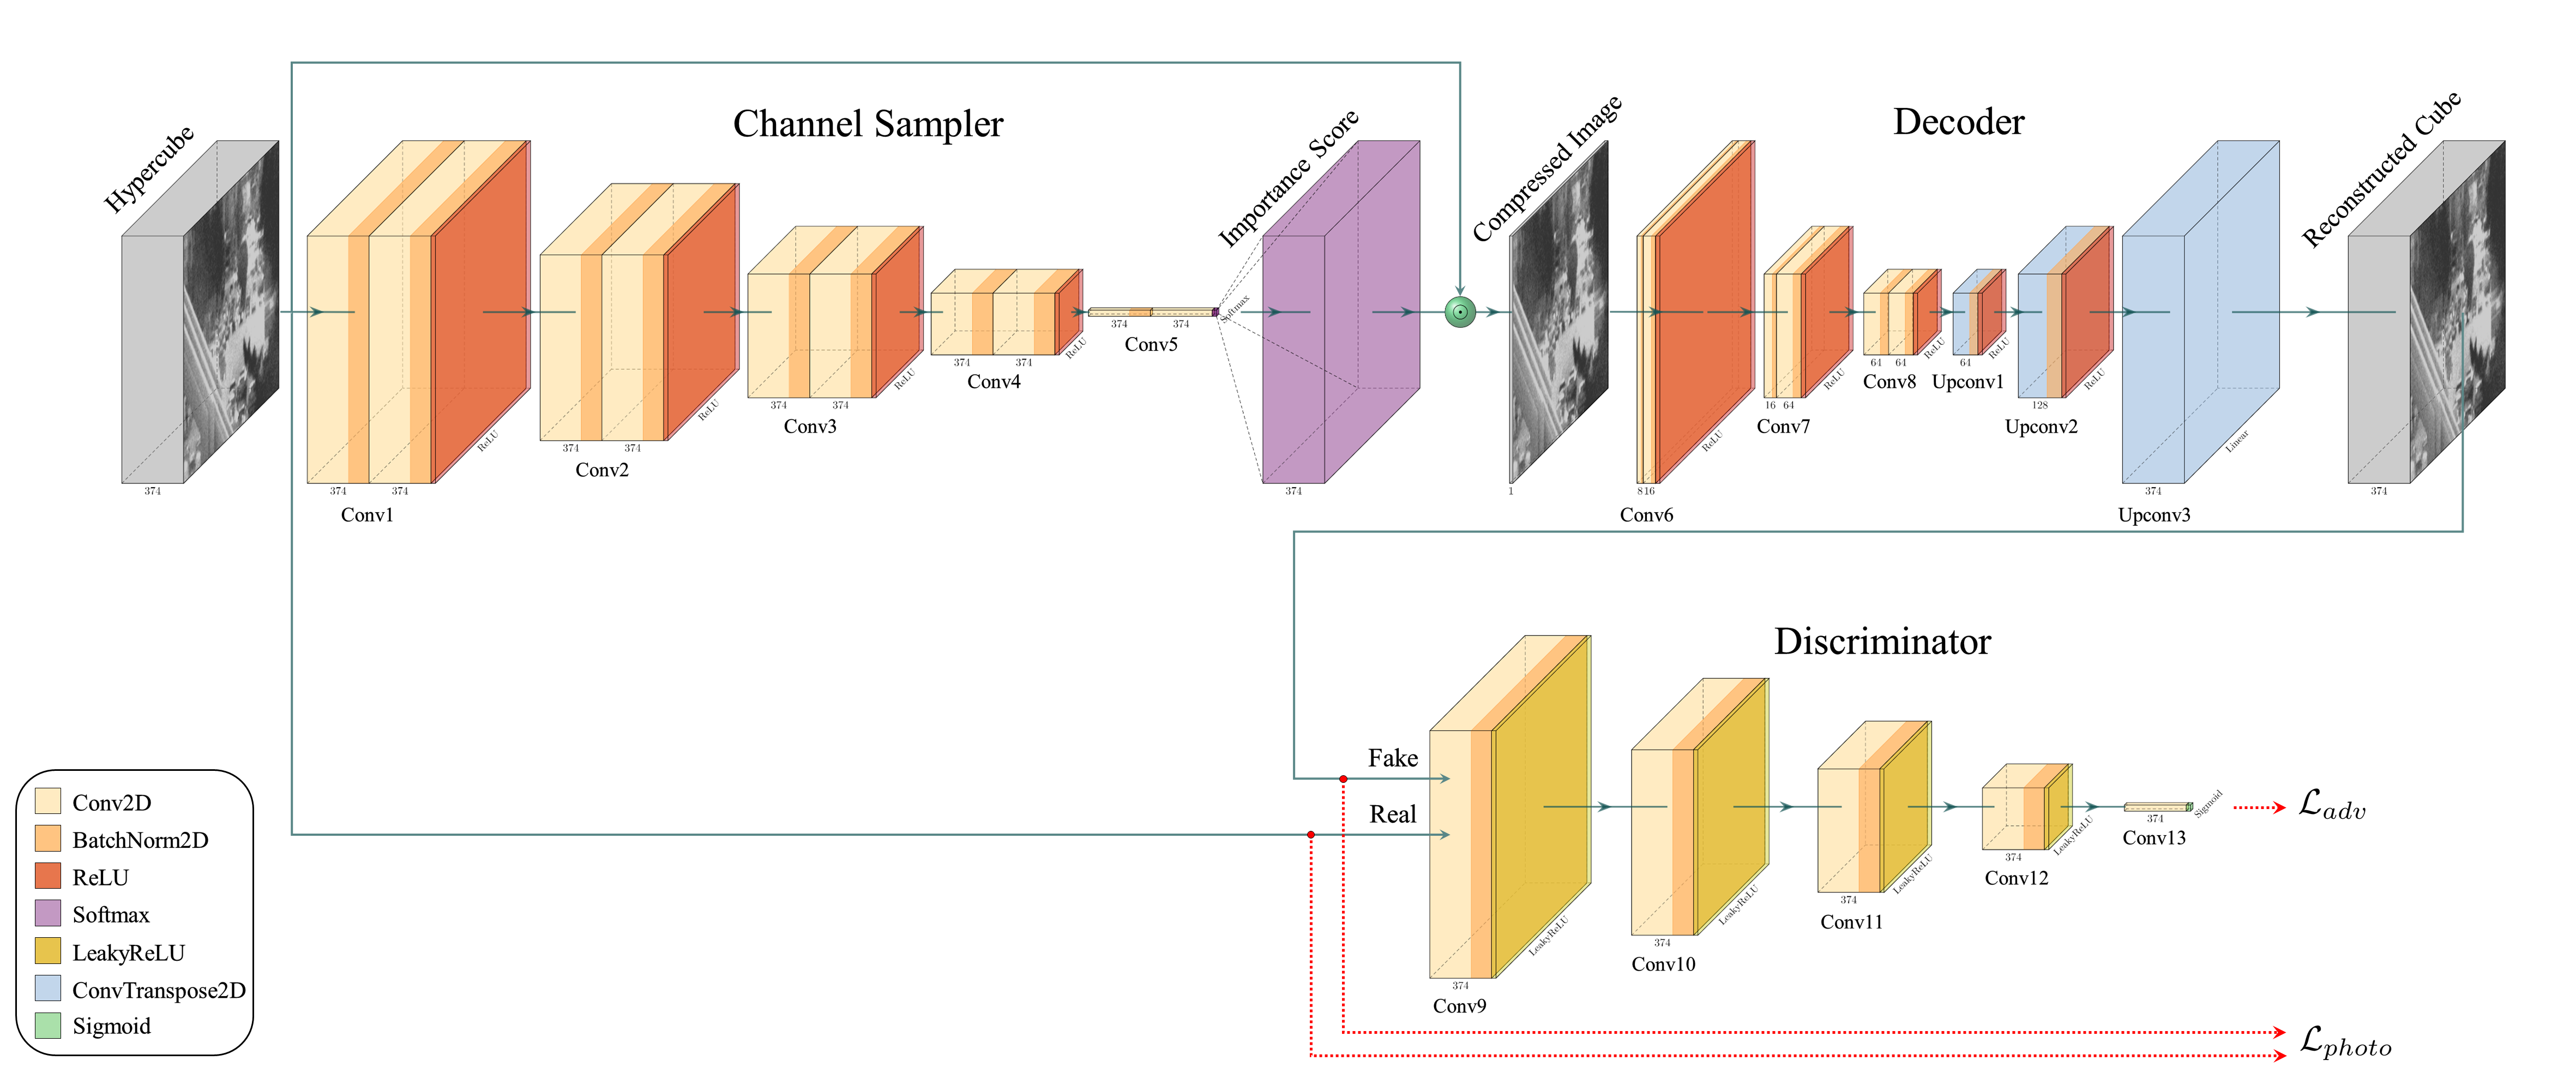 Channel Sampler
Decoder
Hypercube
Importance Score
Compressed Image
Reconstructed Cube
374
374 374
ReLU
Conv1
374 374
ReLU
Conv2
374 374
ReLU
Conv3
374 374
ReLU
Conv4
374 374
Softmax
Conv5
374
1
8 16
ReLU
Conv6
16 64
ReLU
Conv7
64 64
ReLU
Conv8
64
ReLU
Upconv1
128
ReLU
Upconv2
374
Linear
Upconv3
374
Discriminator
Fake
Real
374
LeakyReLU
Conv9
374
LeakyReLU
Conv10
374
LeakyReLU
Conv11
374
LeakyReLU
Conv12
374
Sigmoid
Conv13
ℒadv
ℒphoto
Conv2D
BatchNorm2D
ReLU
Softmax
LeakyReLU
ConvTranspose2D
Sigmoid